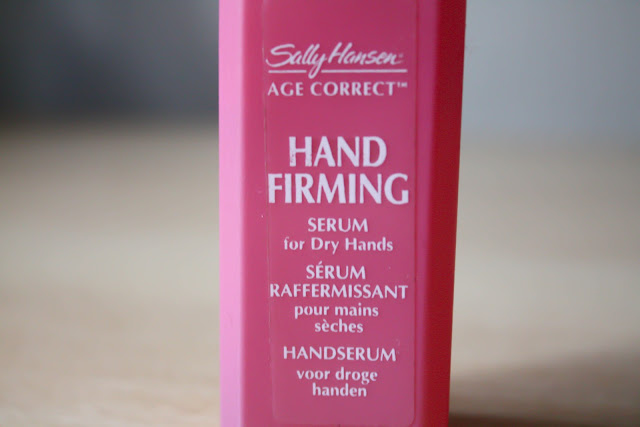 Sally Hansen®
AGE CORRECT™
HAND
FIRMING
SERUM
for Dry Hands
SÉRUM
RAFFERMISSANT
pour mains
sèches
HANDSERUM
voor droge
handen